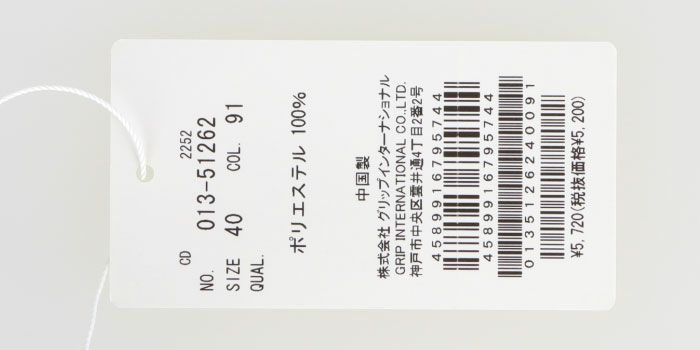 CD 2252
NO. 013-51262
SIZE 40 COL. 91
QUAL.
ポリエステル 100%
中国製
株式会社 グリップインターナショナル
GRIP INTERNATIONAL CO.,LTD.
神戸市中央区雲井通4丁目2番2号
4589916795744
4589916795744
0135126240091
¥5,720(税抜価格¥5,200)